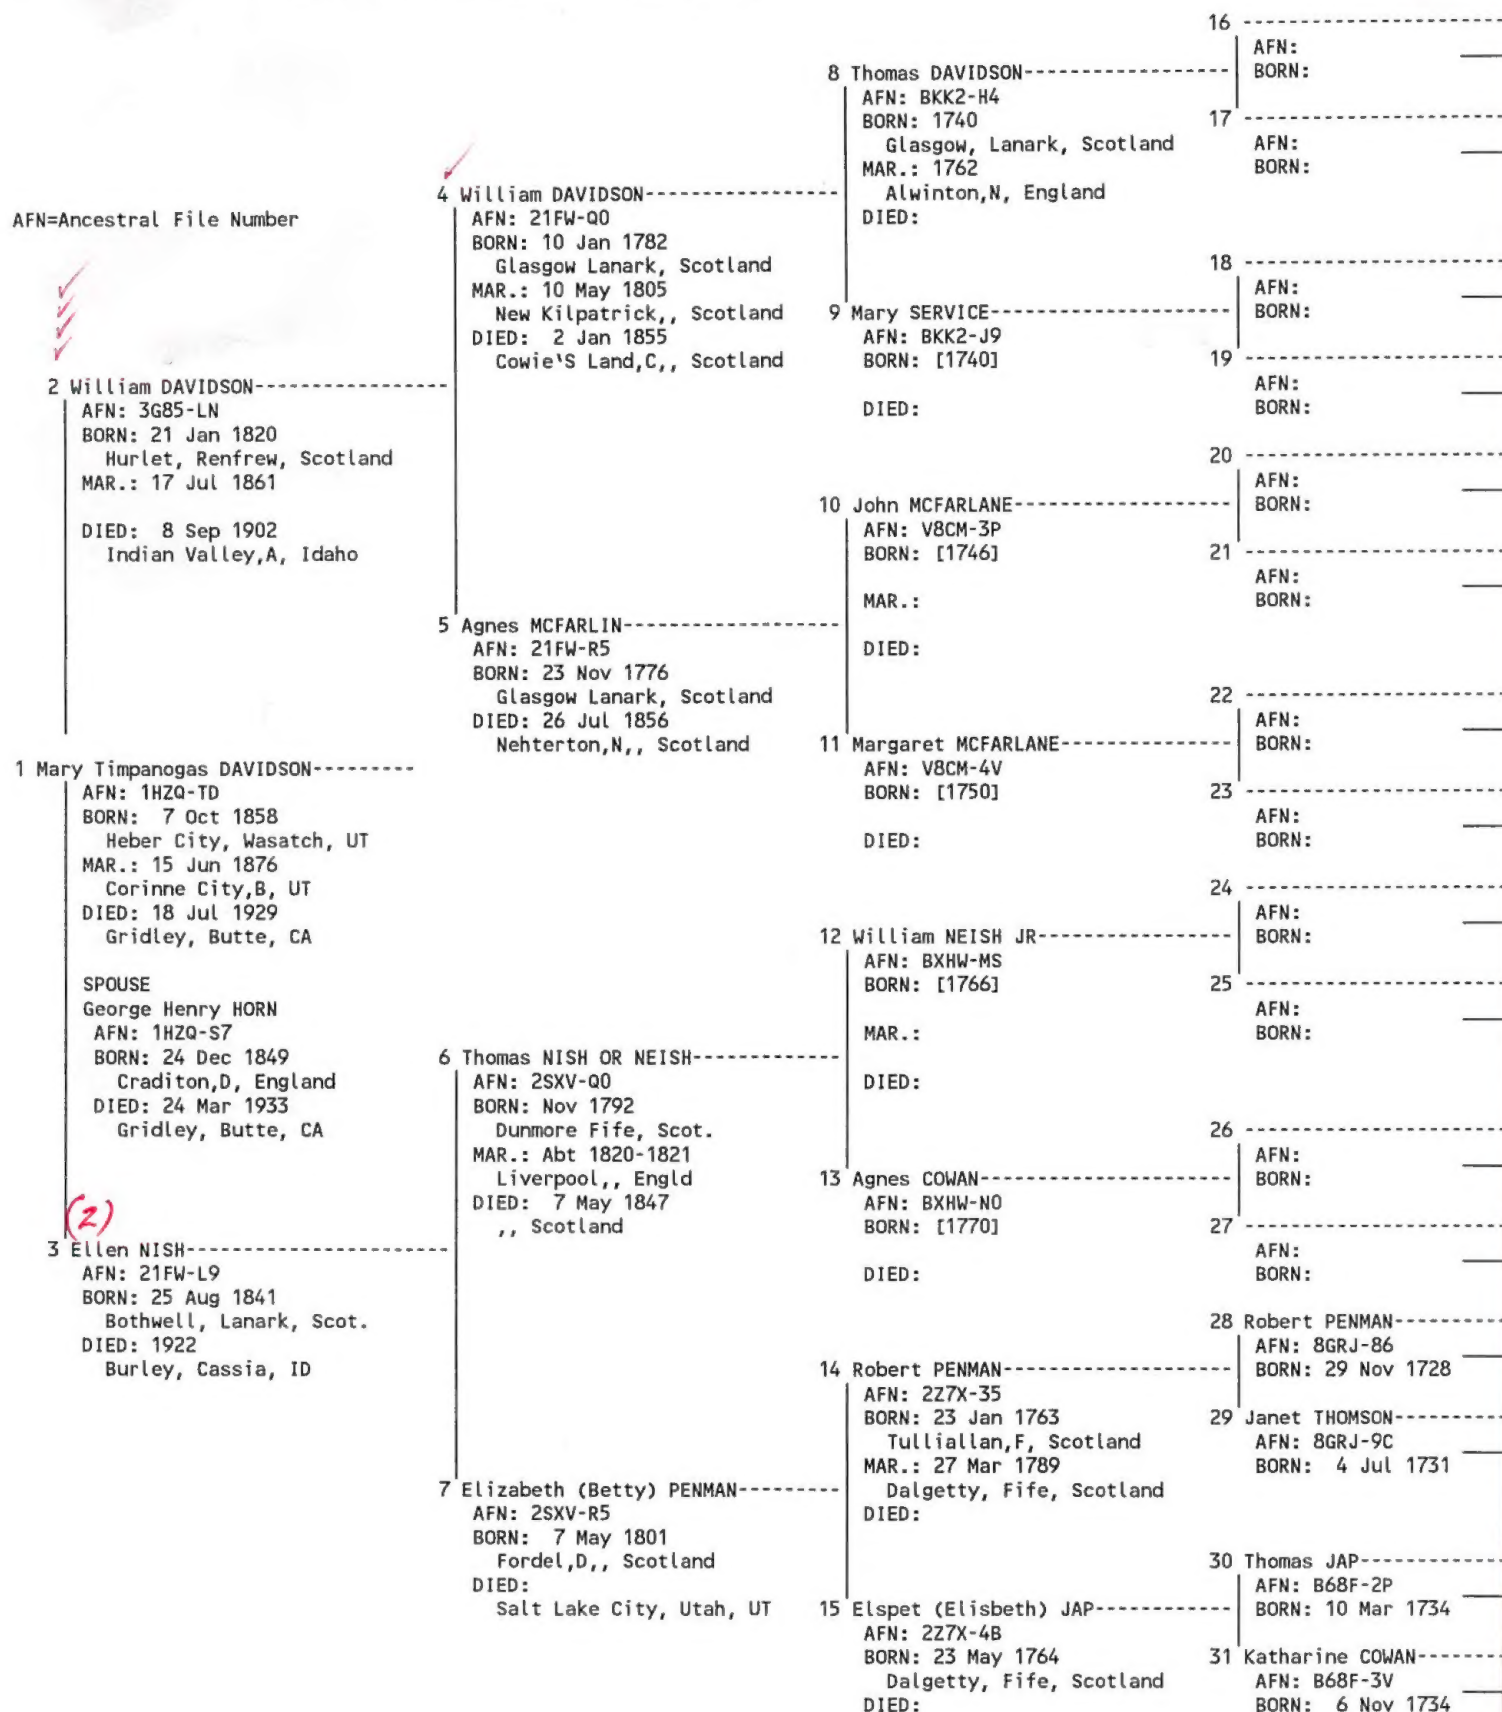 AFN=Ancestral File Number
1 Mary Timpanogas DAVIDSON---------
AFN: 1HZQ-TD
BORN:  7 Oct 1858
Heber City, Wasatch, UT
MAR.: 15 Jun 1876
Corinne City,B, UT
DIED: 18 Jul 1929
Gridley, Butte, CA
SPOUSE
George Henry HORN
AFN: 1HZQ-S7
BORN: 24 Dec 1849
Craditon,D, England
DIED: 24 Mar 1933
Gridley, Butte, CA
2 William DAVIDSON-----------------
AFN: 3G85-LN
BORN: 21 Jan 1820
Hurlet, Renfrew, Scotland
MAR.: 17 Jul 1861
DIED:  8 Sep 1902
Indian Valley,A, Idaho
(2)
3 Ellen NISH-----------------------
AFN: 21FW-L9
BORN: 25 Aug 1841
Bothwell, Lanark, Scot.
DIED: 1922
Burley, Cassia, ID
4 William DAVIDSON-----------------
AFN: 21FW-Q0
BORN: 10 Jan 1782
Glasgow Lanark, Scotland
MAR.: 10 May 1805
New Kilpatrick,, Scotland
DIED:  2 Jan 1855
Cowie'S Land,C,, Scotland
5 Agnes MCFARLIN-------------------
AFN: 21FW-R5
BORN: 23 Nov 1776
Glasgow Lanark, Scotland
DIED: 26 Jul 1856
Nehterton,N,, Scotland
6 Thomas NISH OR NEISH-------------
AFN: 2SXV-Q0
BORN: Nov 1792
Dunmore Fife, Scot.
MAR.: Abt 1820-1821
Liverpool,, Engld
DIED:  7 May 1847
,, Scotland
7 Elizabeth (Betty) PENMAN---------
AFN: 2SXV-R5
BORN:  7 May 1801
Fordel,D,, Scotland
DIED:
Salt Lake City, Utah, UT
8 Thomas DAVIDSON------------------
AFN: BKK2-H4
BORN: 1740
Glasgow, Lanark, Scotland
MAR.: 1762
Alwinton,N, England
DIED:
9 Mary SERVICE---------------------
AFN: BKK2-J9
BORN: [1740]
DIED:
10 John MCFARLANE-------------------
AFN: V8CM-3P
BORN: [1746]
MAR.:
DIED:
11 Margaret MCFARLANE---------------
AFN: V8CM-4V
BORN: [1750]
DIED:
12 William NEISH JR-----------------
AFN: BXHW-MS
BORN: [1766]
MAR.:
DIED:
13 Agnes COWAN----------------------
AFN: BXHW-N0
BORN: [1770]
DIED:
14 Robert PENMAN--------------------
AFN: 2Z7X-35
BORN: 23 Jan 1763
Tulliallan,F, Scotland
MAR.: 27 Mar 1789
Dalgetty, Fife, Scotland
DIED:
15 Elspet (Elisbeth) JAP------------
AFN: 2Z7X-4B
BORN: 23 May 1764
Dalgetty, Fife, Scotland
DIED:
16 ----------------------
AFN:
BORN:
17 ----------------------
AFN:
BORN:
18 ----------------------
AFN:
BORN:
19 ----------------------
AFN:
BORN:
20 ----------------------
AFN:
BORN:
21 ----------------------
AFN:
BORN:
22 ----------------------
AFN:
BORN:
23 ----------------------
AFN:
BORN:
24 ----------------------
AFN:
BORN:
25 ----------------------
AFN:
BORN:
26 ----------------------
AFN:
BORN:
27 ----------------------
AFN:
BORN:
28 Robert PENMAN---------
AFN: 8GRJ-86
BORN: 29 Nov 1728
29 Janet THOMSON---------
AFN: 8GRJ-9C
BORN:  4 Jul 1731
30 Thomas JAP------------
AFN: B68F-2P
BORN: 10 Mar 1734
31 Katharine COWAN-------
AFN: B68F-3V
BORN:  6 Nov 1734